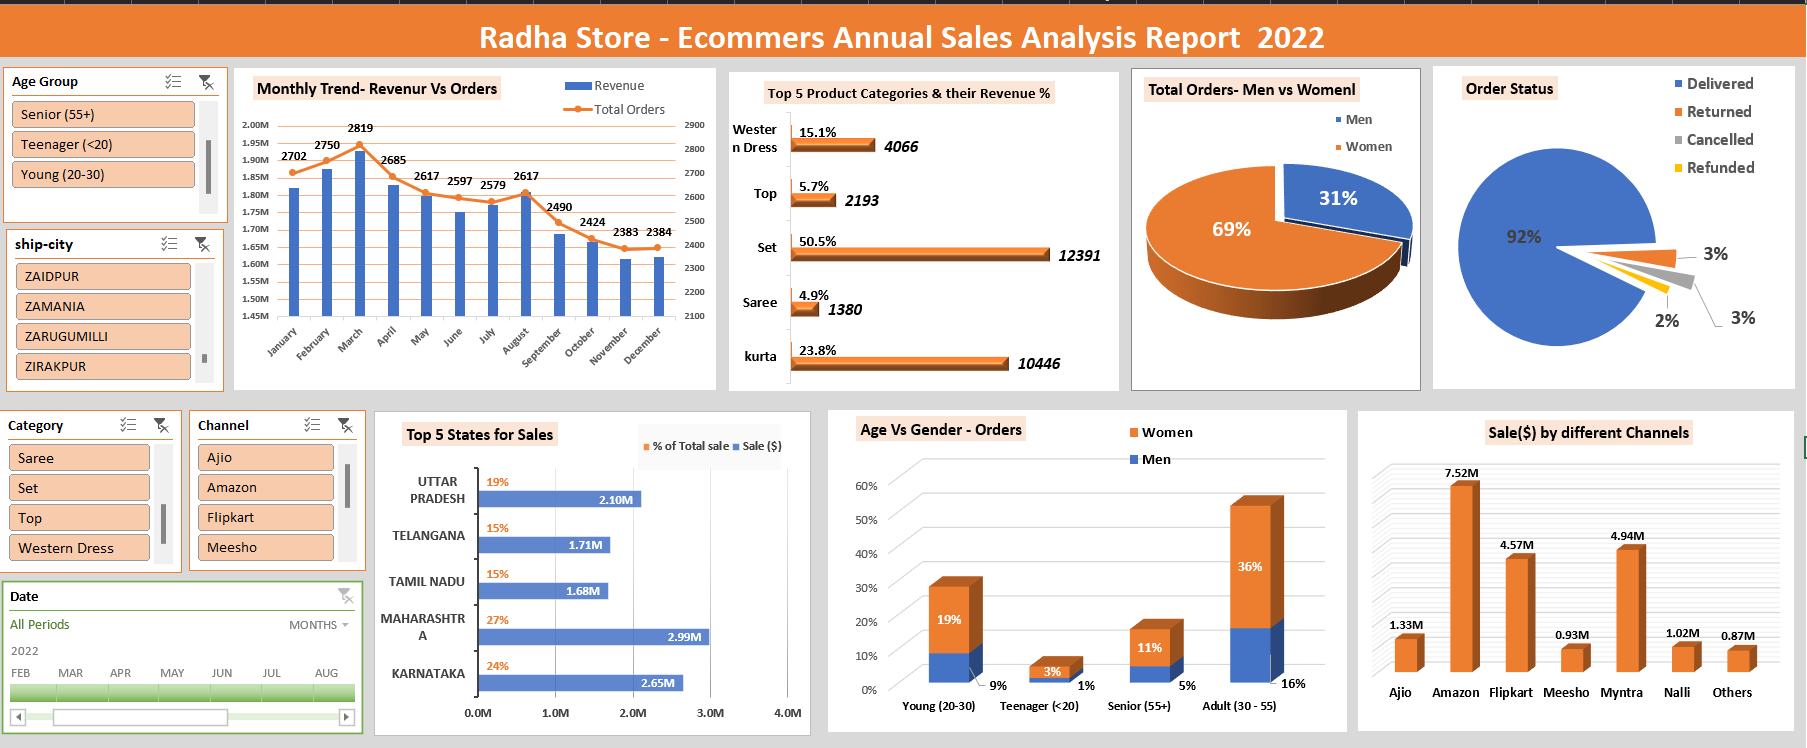 Radha Store - Ecommers Annual Sales Analysis Report 2022
Age Group
Senior (55+)
Teenager (<20)
Young (20-30)
ship-city
ZAIDPUR
ZAMANIA
ZARUGUMILLI
ZIRAKPUR
Monthly Trend- Revenur Vs Orders
Revenue
Total Orders
2.00M
1.95M
1.90M
1.85M
1.80M
1.75M
1.70M
1.65M
1.60M
1.55M
1.50M
1.45M
2702
2750
2819
2685
2617
2597
2579
2617
2490
2424
2383
2384
2900
2800
2700
2600
2500
2400
2300
2200
2100
January
February
March
April
May
June
July
August
September
October
November
December
Top 5 Product Categories & their Revenue %
Wester
n Dress
15.1%
4066
Top
5.7%
2193
Set
50.5%
12391
Saree
4.9%
1380
kurta
23.8%
10446
Total Orders- Men vs Womenl
Men
Women
31%
69%
Order Status
Delivered
Returned
Cancelled
Refunded
92%
3%
3%
2%
Category
Saree
Set
Top
Western Dress
Channel
Ajio
Amazon
Flipkart
Meesho
Date
All Periods
MONTHS
2022
FEB MAR APR MAY JUN JUL AUG
Top 5 States for Sales
% of Total sale
Sale ($)
UTTAR
PRADESH
19%
2.10M
TELANGANA
15%
1.71M
TAMIL NADU
15%
1.68M
MAHARASHTR
A
27%
2.99M
KARNATAKA
24%
2.65M
0.0M 1.0M 2.0M 3.0M 4.0M
Age Vs Gender - Orders
Women
Men
60%
50%
40%
30%
20%
10%
0%
19%
9%
3%
1%
11%
5%
36%
16%
Young (20-30) Teenager (<20) Senior (55+) Adult (30 - 55)
Sale($) by different Channels
1.33M
7.52M
4.57M
0.93M
4.94M
1.02M
0.87M
Ajio Amazon Flipkart Meesho Myntra Nalli Others